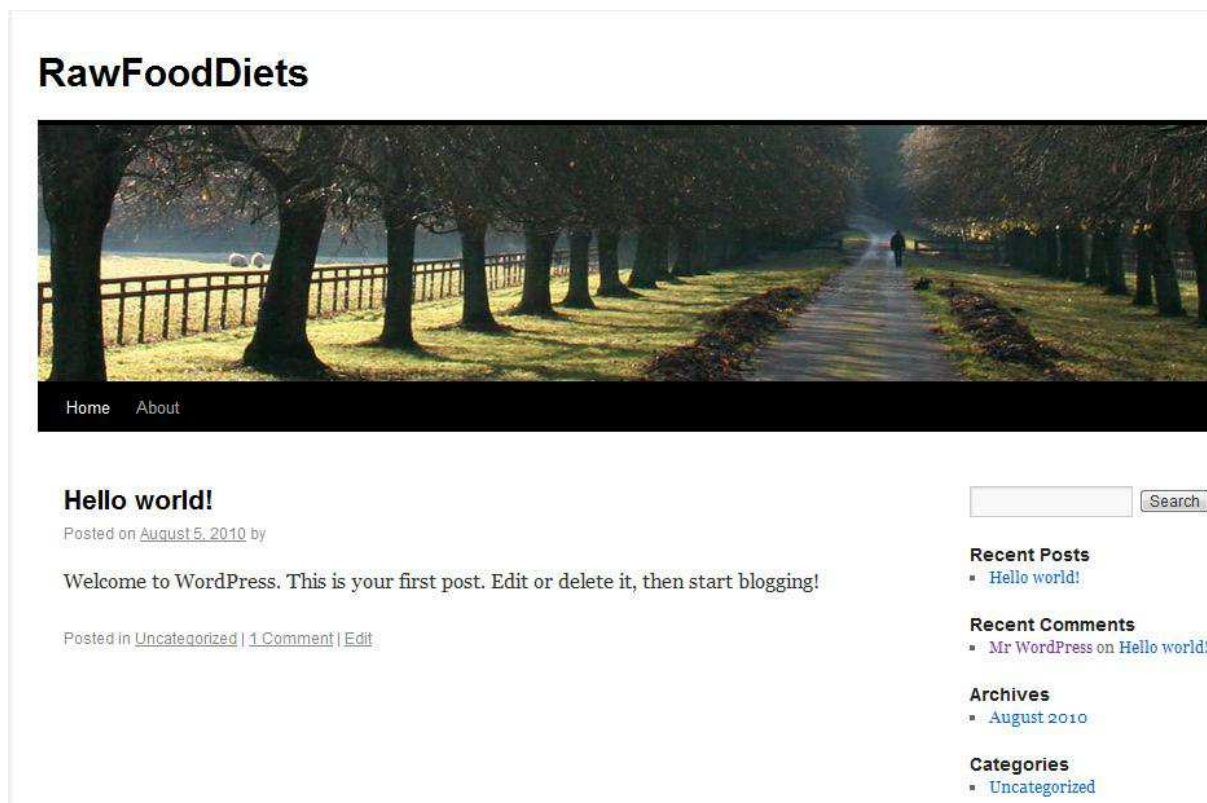 RawFoodDiets
Home About
Hello world!
Posted on August 5, 2010 by
Welcome to WordPress. This is your first post. Edit or delete it, then start blogging!
Posted in Uncategorized | 1 Comment | Edit
Search
Recent Posts
Hello world!
Recent Comments
Mr WordPress on Hello world!
Archives
August 2010
Categories
Uncategorized